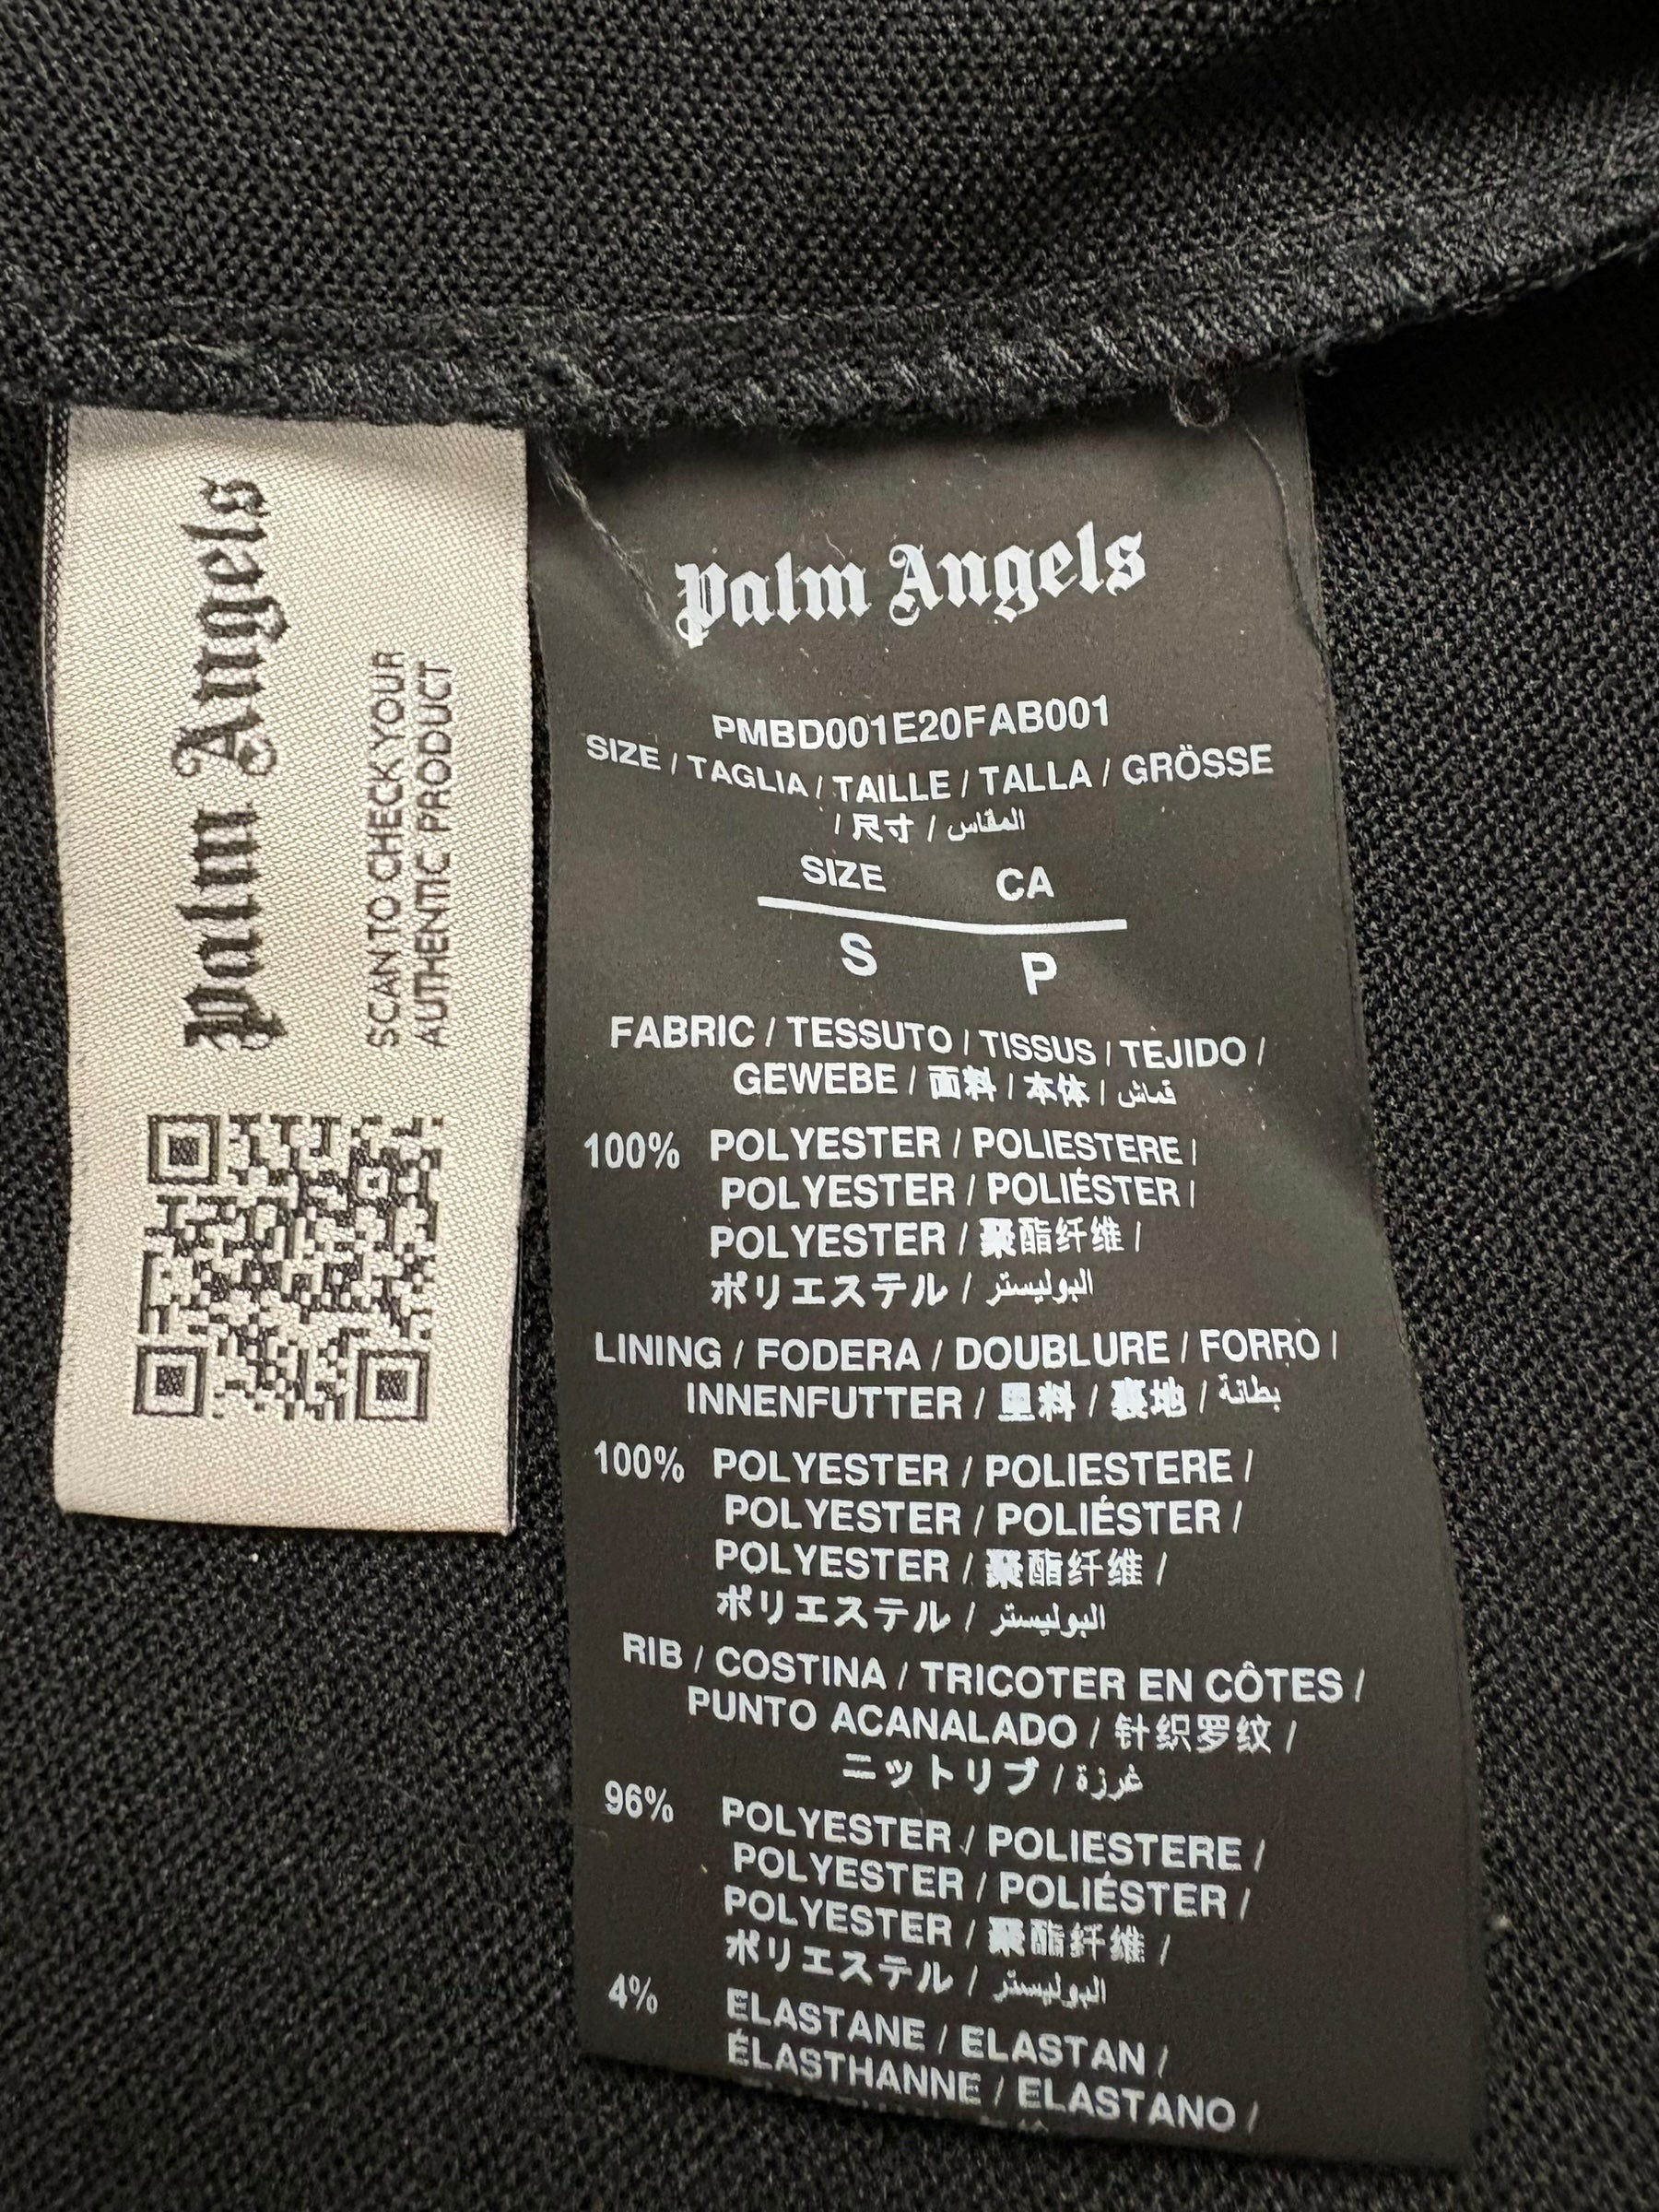 Palm Angels
SCAN TO CHECK YOUR
AUTHENTIC PRODUCT
Palm Angels
PMBD001E20FAB001
SIZE / TAGLIA / TAILLE / TALLA / GRÖSSE
/ 尺寸 / المقاس
SIZE CA
S P
FABRIC / TESSUTO / TISSUS / TEJIDO /
GEWEBE / 面料 / 本体 / قماش
100% POLYESTER / POLIESTERE /
POLYESTER / POLIÉSTER /
POLYESTER / 聚酯纤维 /
ポリエステル / البوليستر
LINING / FODERA / DOUBLURE / FORRO /
INNENFUTTER / 里料 / 裏地 / بطانة
100% POLYESTER / POLIESTERE /
POLYESTER / POLIÉSTER /
POLYESTER / 聚酯纤维 /
ポリエステル / البوليستر
RIB / COSTINA / TRICOTER EN CÔTES /
PUNTO ACANALADO / 针织罗纹 /
ニットリブ / غرزة
96% POLYESTER / POLIESTERE /
POLYESTER / POLIÉSTER /
POLYESTER / 聚酯纤维 /
ポリエステル / البوليستر
4% ELASTANE / ELASTAN /
ÉLASTHANNE / ELASTANO /